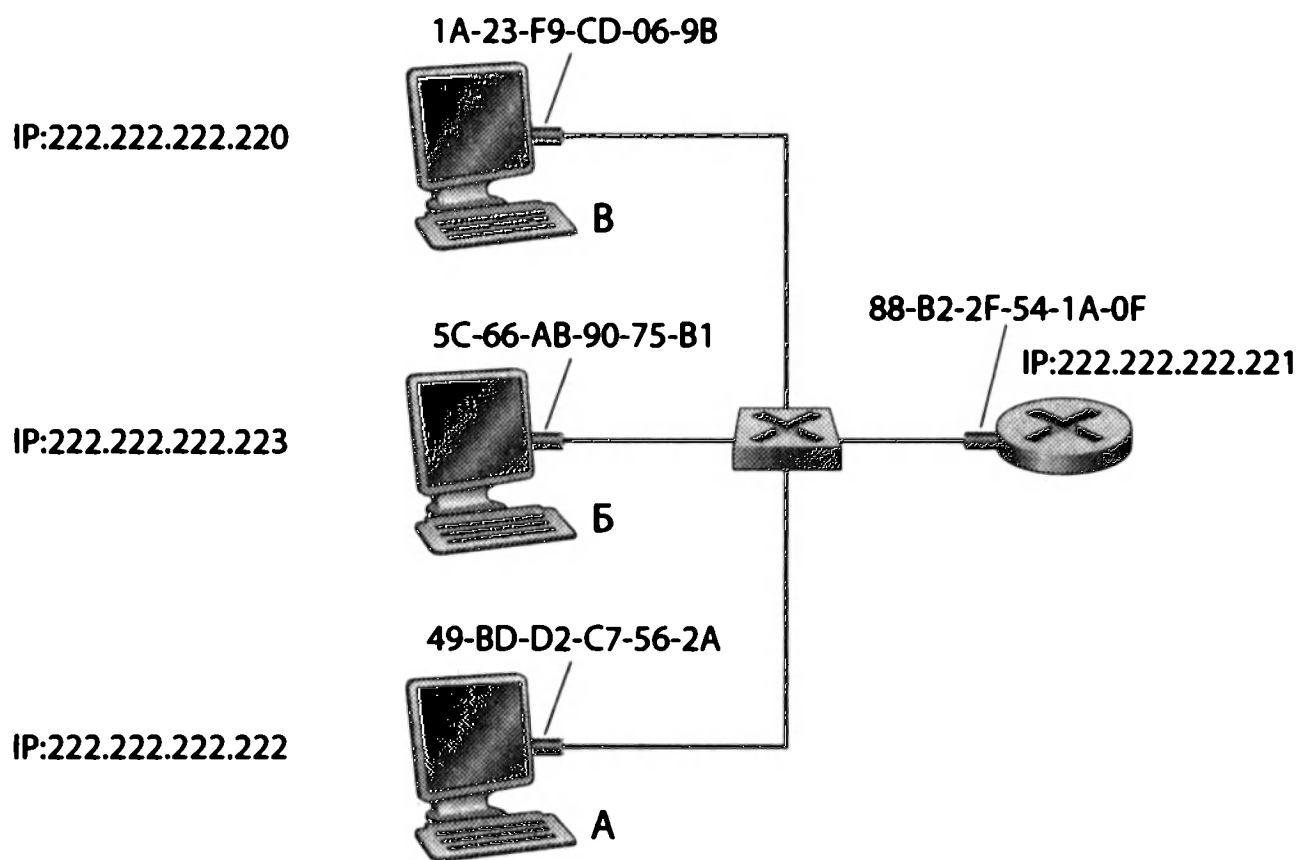 1A-23-F9-CD-06-9B
IP:222.222.222.220
В
5C-66-AB-90-75-B1
88-B2-2F-54-1A-0F
IP:222.222.222.221
IP:222.222.222.223
Б
49-BD-D2-C7-56-2A
IP:222.222.222.222
А